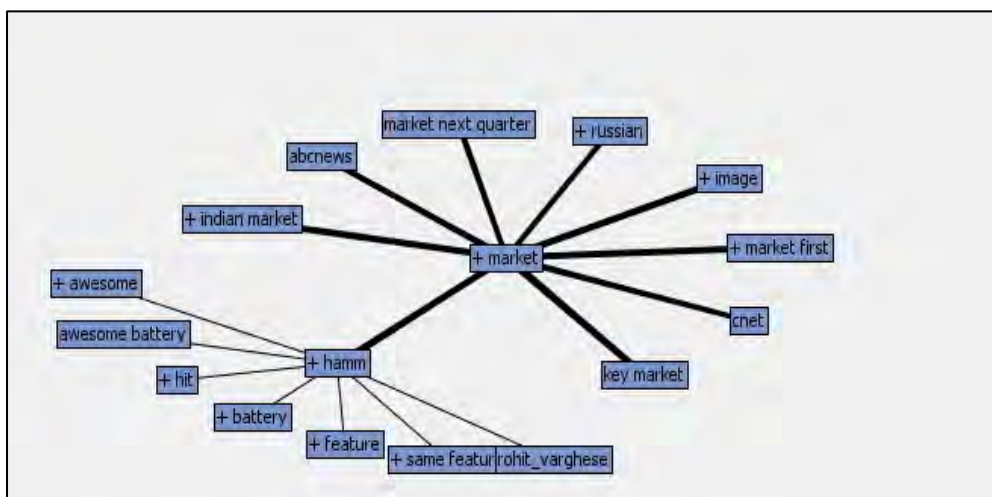 market next quarter
+ russian
abcnews
+ image
+ indian market
+ market first
+ market
+ awesome
cnet
awesome battery
+ hamm
key market
+ hit
+ battery
+ feature
+ same featur
rohit_varghese